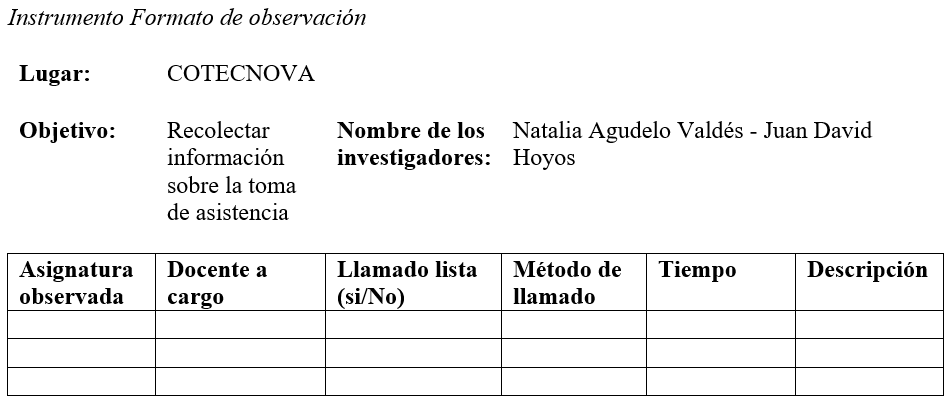 Instrumento Formato de observación
Lugar: COTECNOVA
Objetivo: Recolectar información sobre la toma de asistencia
Nombre de los investigadores: Natalia Agudelo Valdés - Juan David Hoyos
Asignatura observada
Docente a cargo
Llamado lista (si/No)
Método de llamado
Tiempo
Descripción